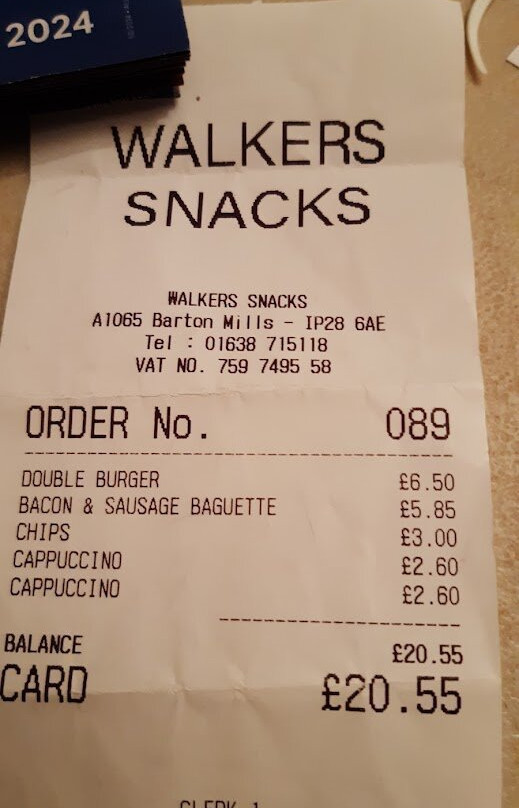 2024
WALKERS
SNACKS
WALKERS SNACKS
A1065 Barton Mills - IP28 6AE
Tel : 01638 715118
VAT NO. 759 7495 58
ORDER No. 089
DOUBLE BURGER £6.50
BACON & SAUSAGE BAGUETTE £5.85
CHIPS £3.00
CAPPUCCINO £2.60
CAPPUCCINO £2.60
BALANCE £20.55
CARD £20.55
CLERK 1